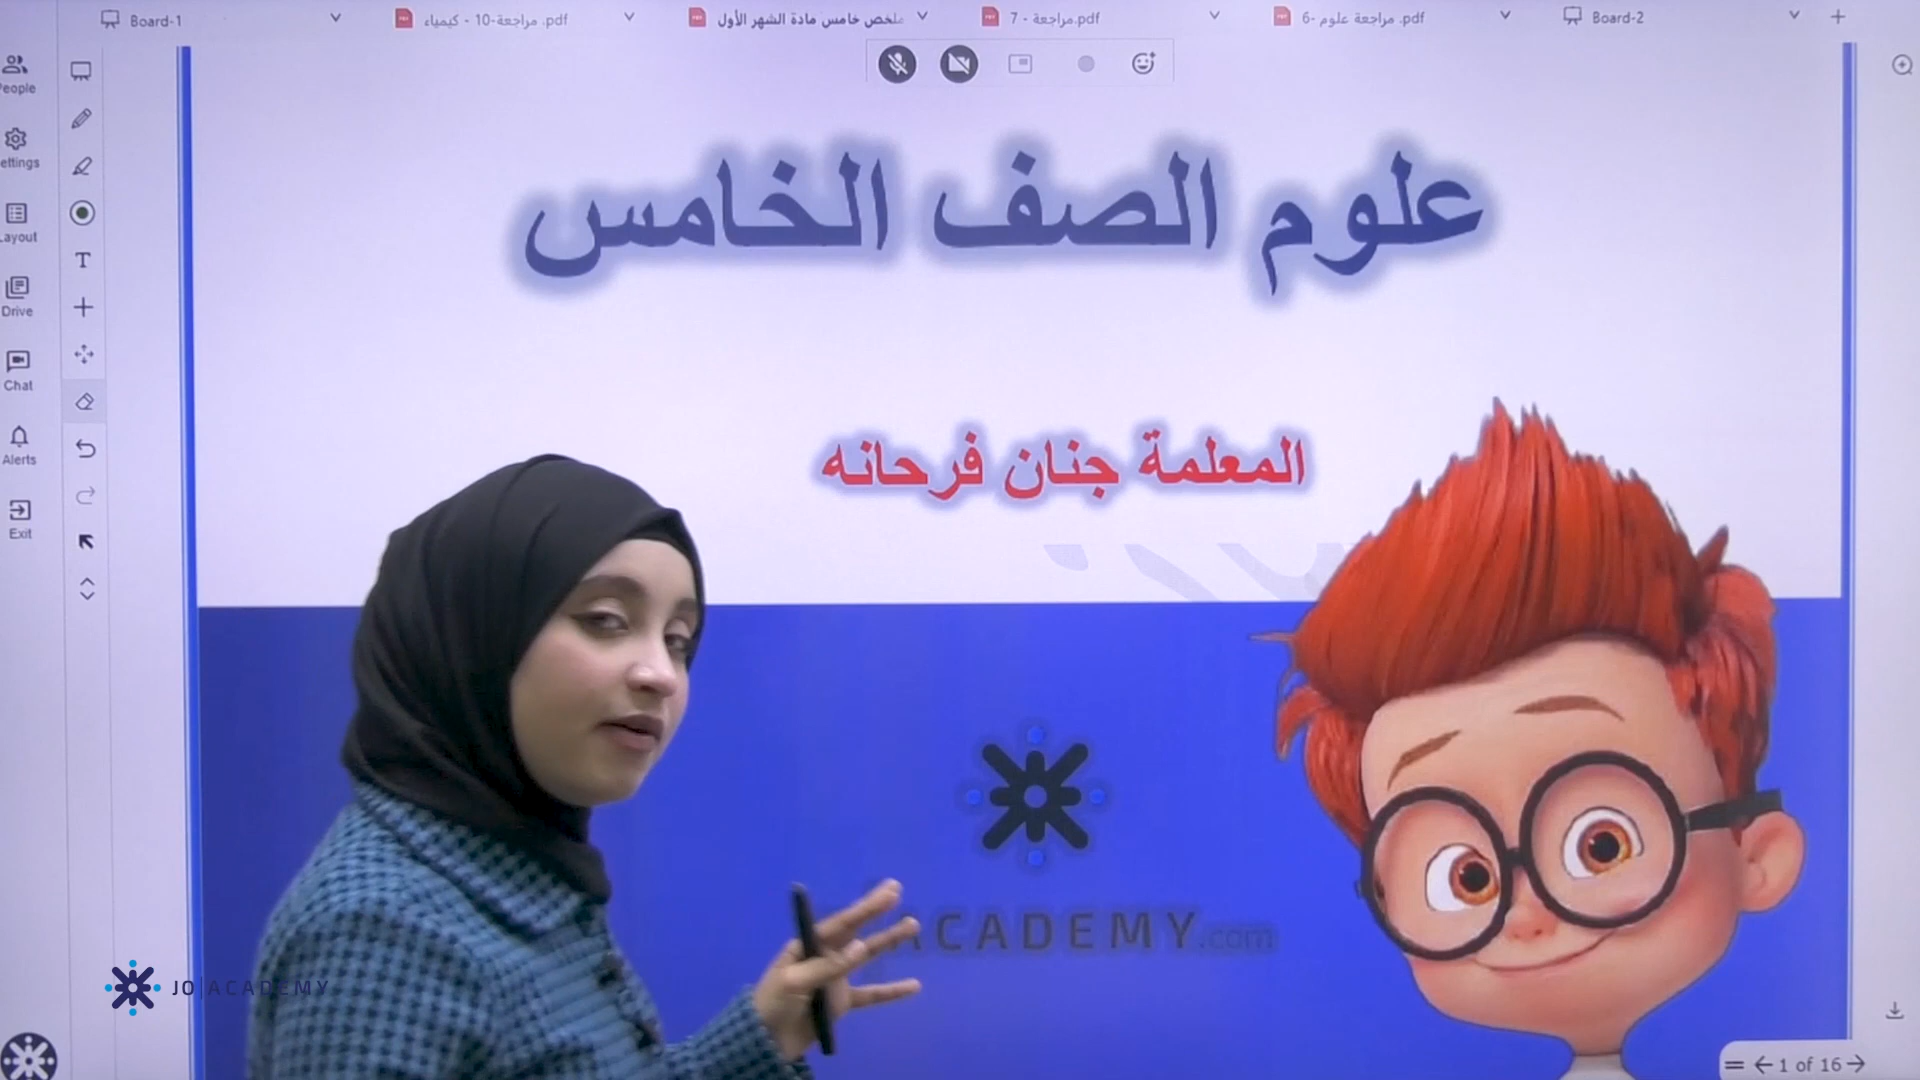 Board-1
مراجعة-10 - كيمياء .pdf
ملخص خامس مادة الشهر الأول
مراجعة - 7.pdf
مراجعة علوم -6 .pdf
Board-2
eople
ettings
Layout
Drive
Chat
Alerts
Exit
T
علوم الصف الخامس
المعلمة جنان فرحانه
ACADEMY.com
JO|ACADEMY
1 of 16